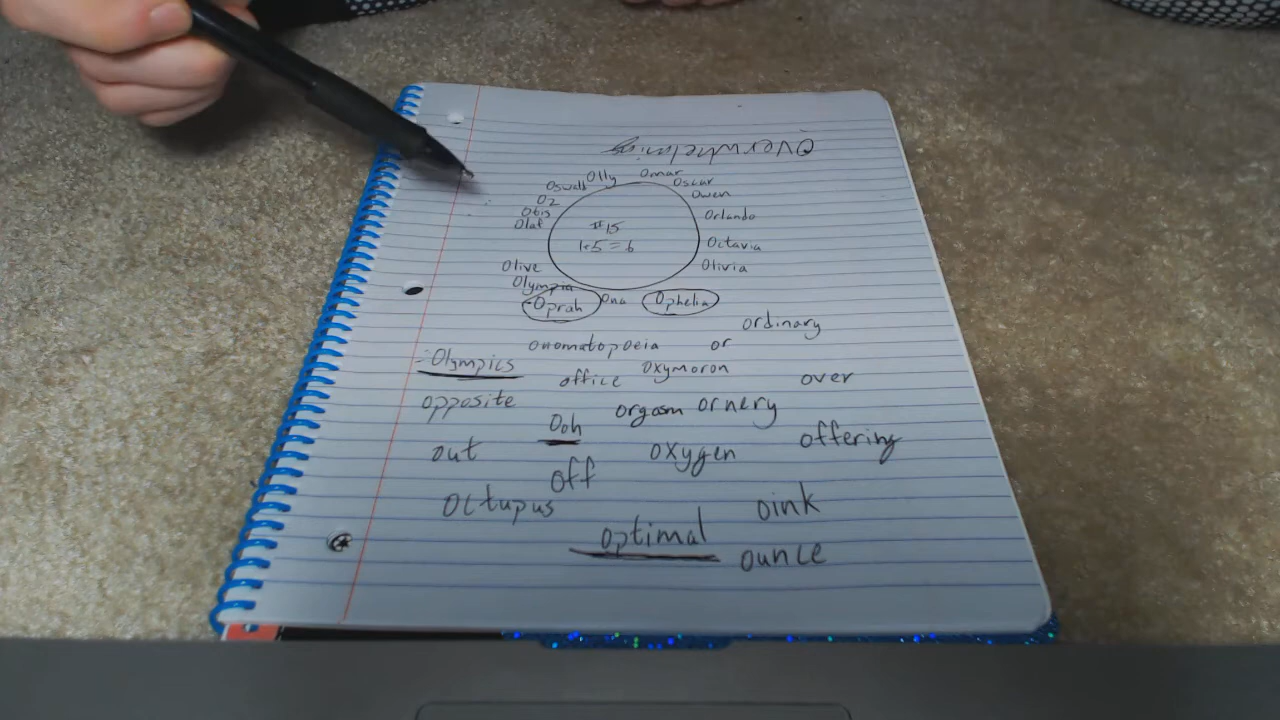 Overwhelming
Olly Omar
Oswald Oscar
Oz Owen
Otis Orlando
Olaf #15
1+5=6 Octavia
Olive Olivia
Olympia
Oprah Ona Ophelia
ordinary
onomatopoeia or
Olympics office oxymoron over
opposite orgasm ornery
out Ooh oxygen offering
off
octupus oink
optimal
ounce